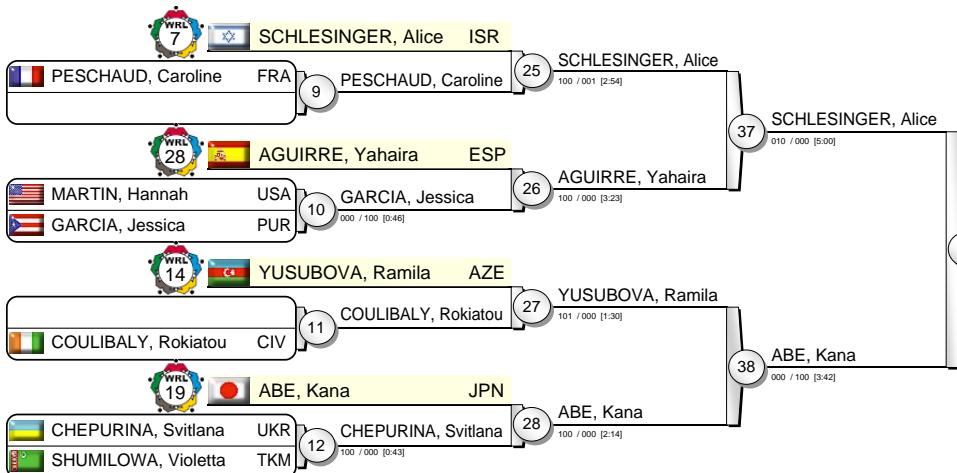 WRL
7
SCHLESINGER, Alice ISR
PESCHAUD, Caroline FRA
9
PESCHAUD, Caroline
25
SCHLESINGER, Alice
100 / 001 [2:54]
WRL
28
AGUIRRE, Yahaira ESP
MARTIN, Hannah USA
GARCIA, Jessica PUR
10
GARCIA, Jessica
000 / 100 [0:46]
26
AGUIRRE, Yahaira
100 / 000 [3:23]
37
SCHLESINGER, Alice
010 / 000 [5:00]
WRL
14
YUSUBOVA, Ramila AZE
COULIBALY, Rokiatou CIV
11
COULIBALY, Rokiatou
27
YUSUBOVA, Ramila
101 / 000 [1:30]
WRL
19
ABE, Kana JPN
CHEPURINA, Svitlana UKR
SHUMILOWA, Violetta TKM
12
CHEPURINA, Svitlana
100 / 000 [0:43]
28
ABE, Kana
100 / 000 [2:14]
38
ABE, Kana
000 / 100 [3:42]